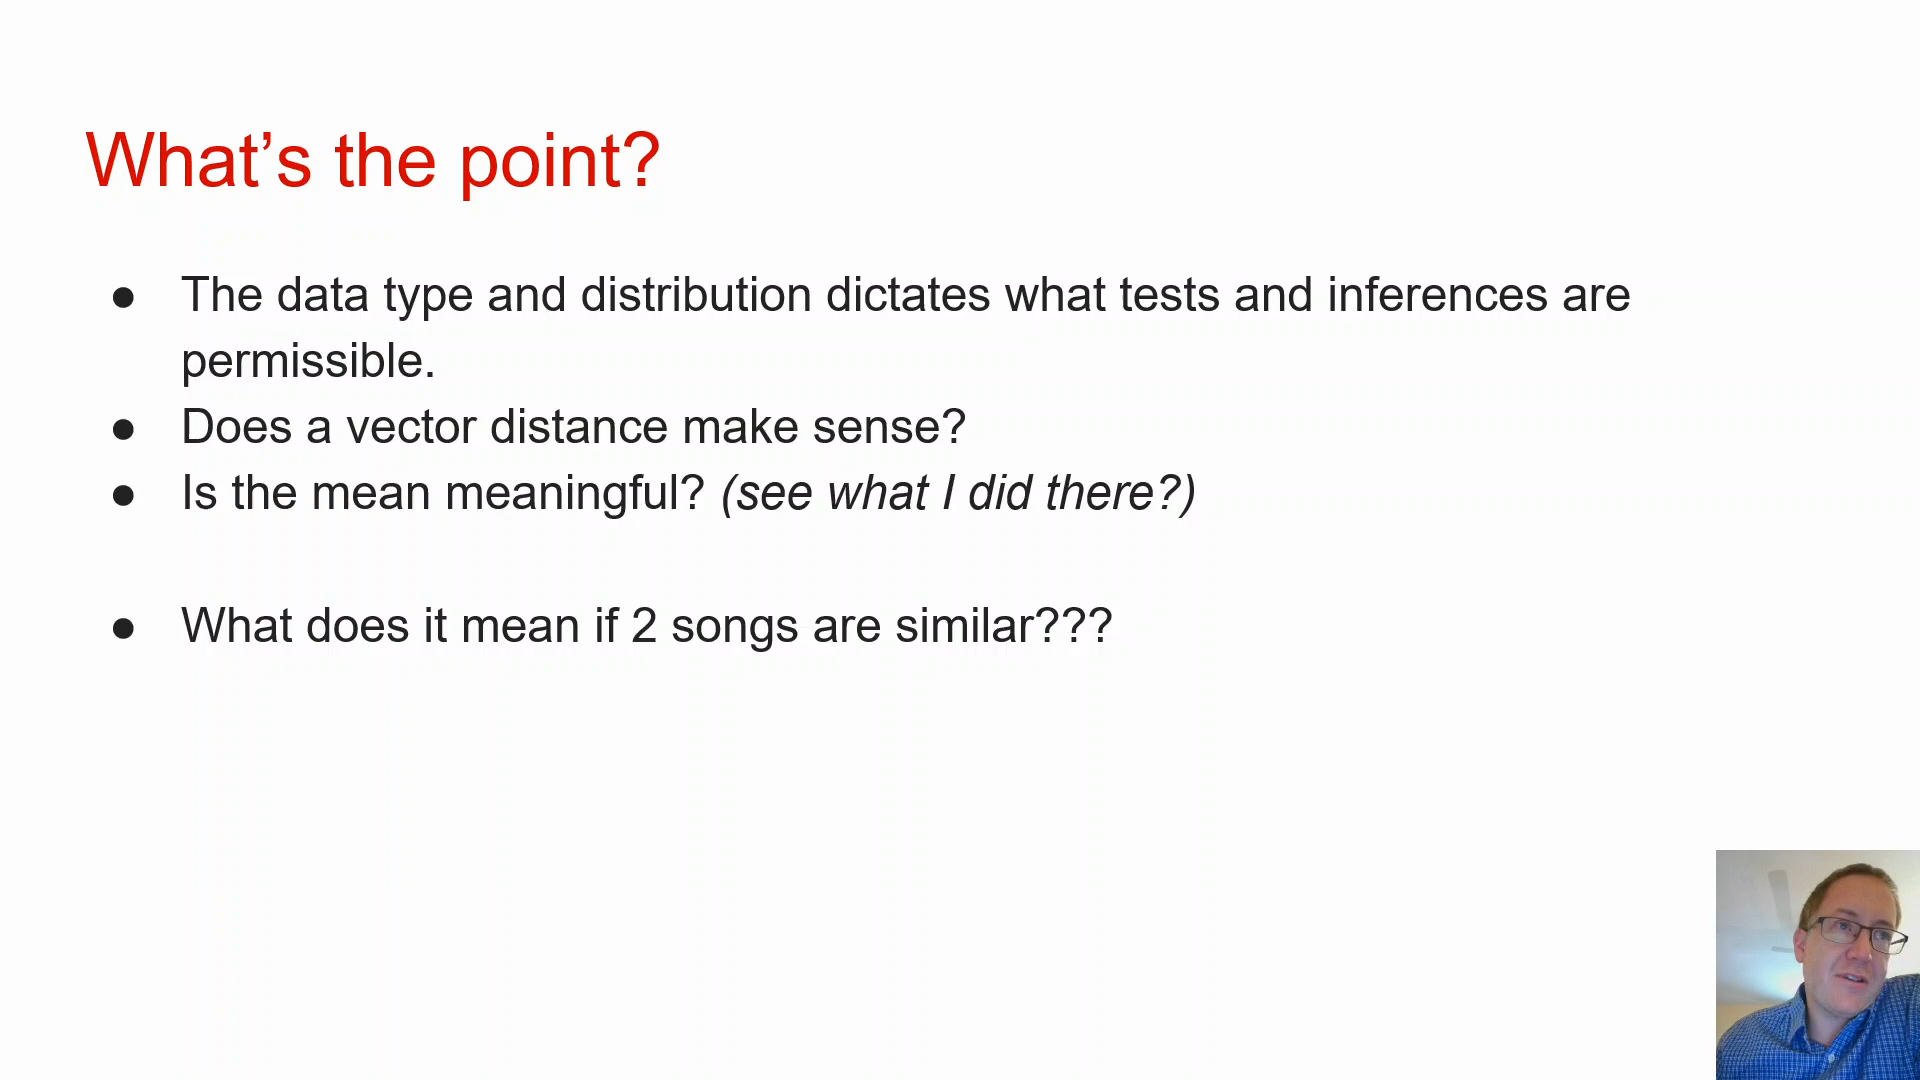 What’s the point?
● The data type and distribution dictates what tests and inferences are
permissible.
● Does a vector distance make sense?
● Is the mean meaningful? (see what I did there?)
● What does it mean if 2 songs are similar???